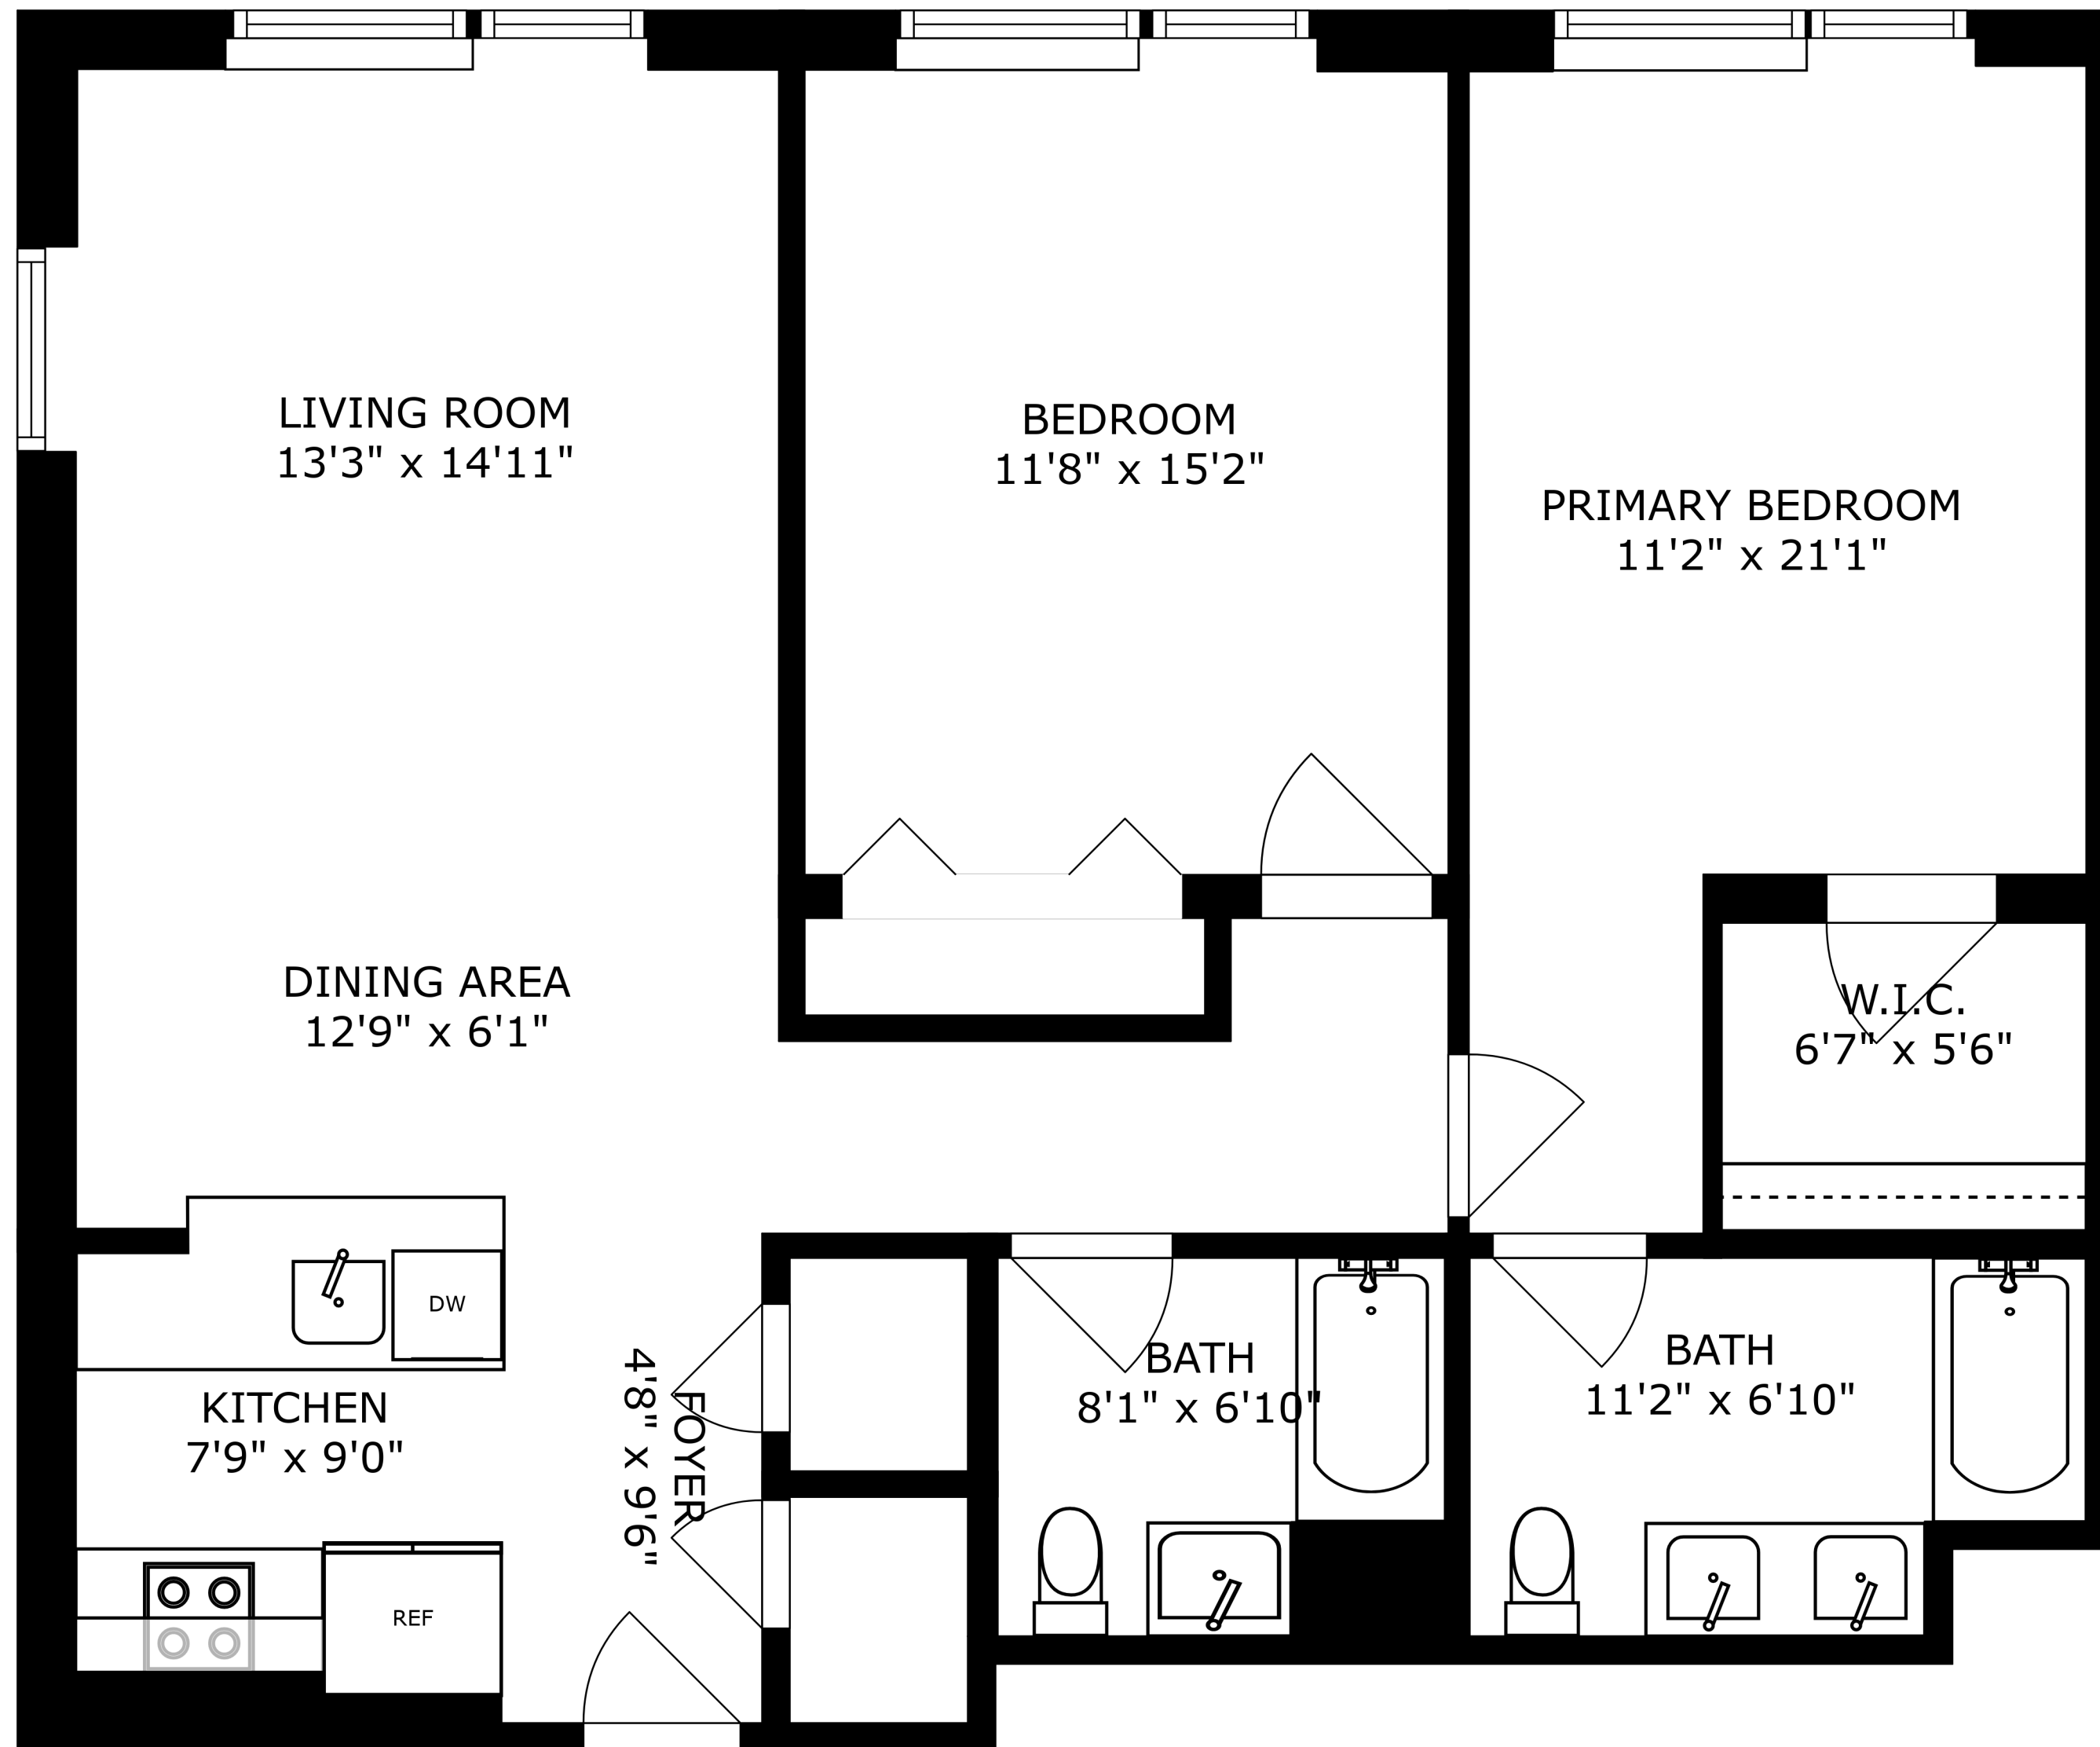 LIVING ROOM
13'3" x 14'11"
BEDROOM
11'8" x 15'2"
PRIMARY BEDROOM
11'2" x 21'1"
DINING AREA
12'9" x 6'1"
W.I.C.
6'7" x 5'6"
DW
KITCHEN
7'9" x 9'0"
REF
FOYER
4'8" x 9'6"
BATH
8'1" x 6'10"
BATH
11'2" x 6'10"